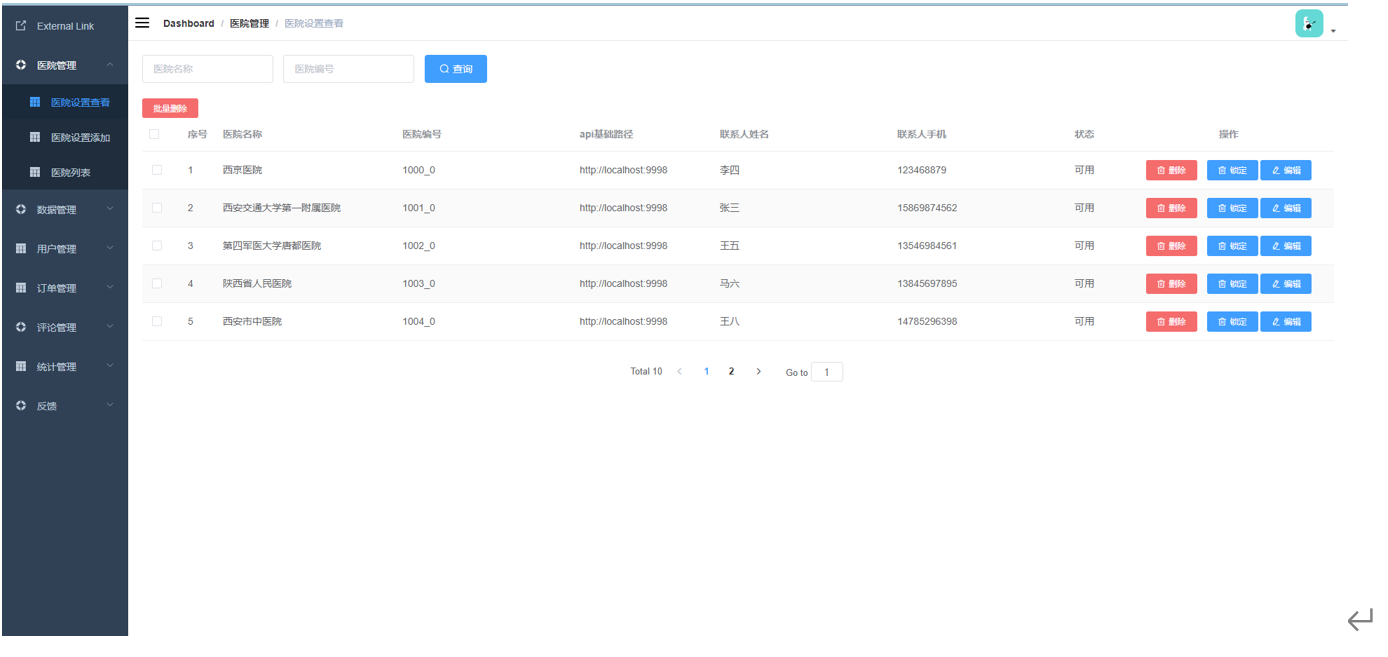 External Link
医院管理
医院设置查看
医院设置添加
医院列表
数据管理
用户管理
订单管理
评论管理
统计管理
反馈
Dashboard / 医院管理 / 医院设置查看
医院名称 医院编号 查询
批量删除
序号 医院名称 医院编号 api基础路径 联系人姓名 联系人手机 状态 操作
1 西京医院 1000_0 http://localhost:9998 李四 123468879 可用 删除 锁定 编辑
2 西安交通大学第一附属医院 1001_0 http://localhost:9998 张三 15869874562 可用 删除 锁定 编辑
3 第四军医大学唐都医院 1002_0 http://localhost:9998 王五 13546984561 可用 删除 锁定 编辑
4 陕西省人民医院 1003_0 http://localhost:9998 马六 13845697895 可用 删除 锁定 编辑
5 西安市中医院 1004_0 http://localhost:9998 王八 14785296398 可用 删除 锁定 编辑
Total 10 < 1 2 > Go to 1